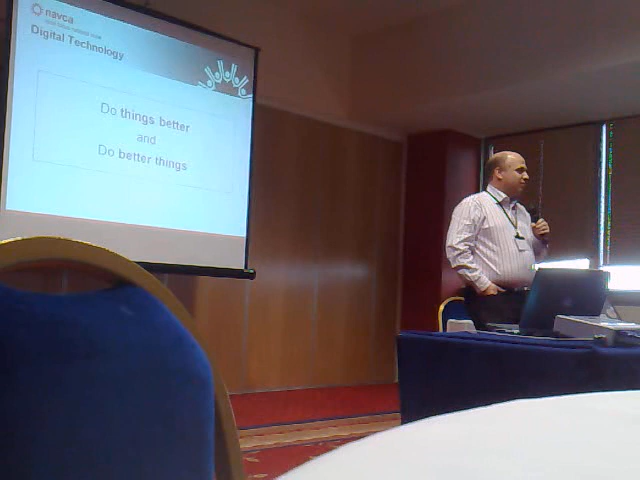 navca
Digital Technology
Do things better
and
Do better things